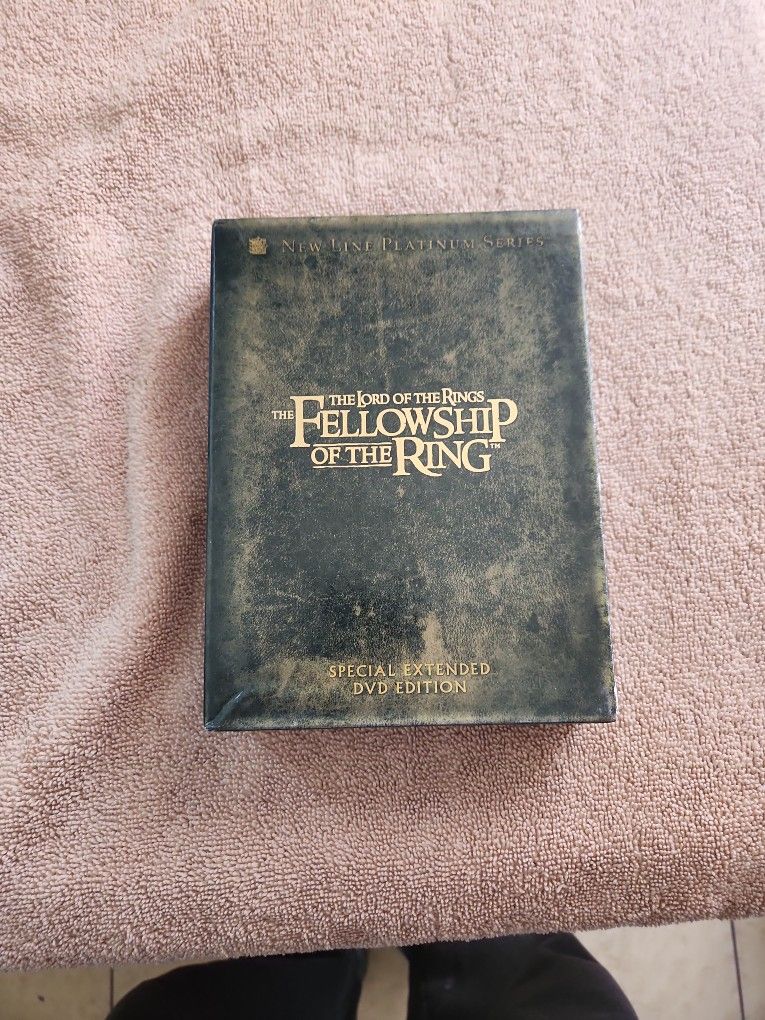 NEW LINE PLATINUM SERIES
THE LORD OF THE RINGS
THE FELLOWSHIP
OF THE RING™
SPECIAL EXTENDED
DVD EDITION